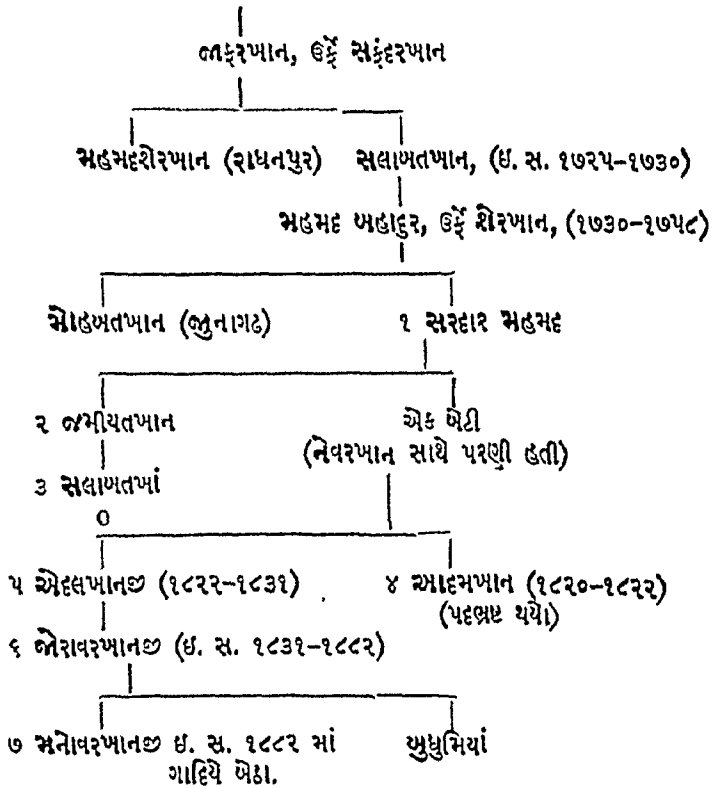 જાફરખાન, ઉર્ફે સકંદરખાન
મહમદશેરખાન (રાધનપુર) સલાબતખાન, (ઇ. સ. ૧૭૨૫-૧૭૩૦)
મહમદ બહાદુર, ઉર્ફે શેરખાન, (૧૭૩૦-૧૭૫૮)
મોહબતખાન (જુનાગઢ) ૧ સરદાર મહમદ
૨ જમીયતખાન એક બેટી
(નેવરખાન સાથે પરણી હતી)
૩ સલાબતખાં
૦
૫ એદલખાનજી (૧૮૨૨-૧૮૩૧) ૪ આદમખાન (૧૮૨૦-૧૮૨૨)
(પદભ્રષ્ટ થયો)
૬ જોરાવરખાનજી (ઇ. સ. ૧૮૩૧-૧૮૮૨)
૭ મનોવરખાનજી ઇ. સ. ૧૮૮૨ માં બુધુમિયાં
ગાદિયે બેઠા.